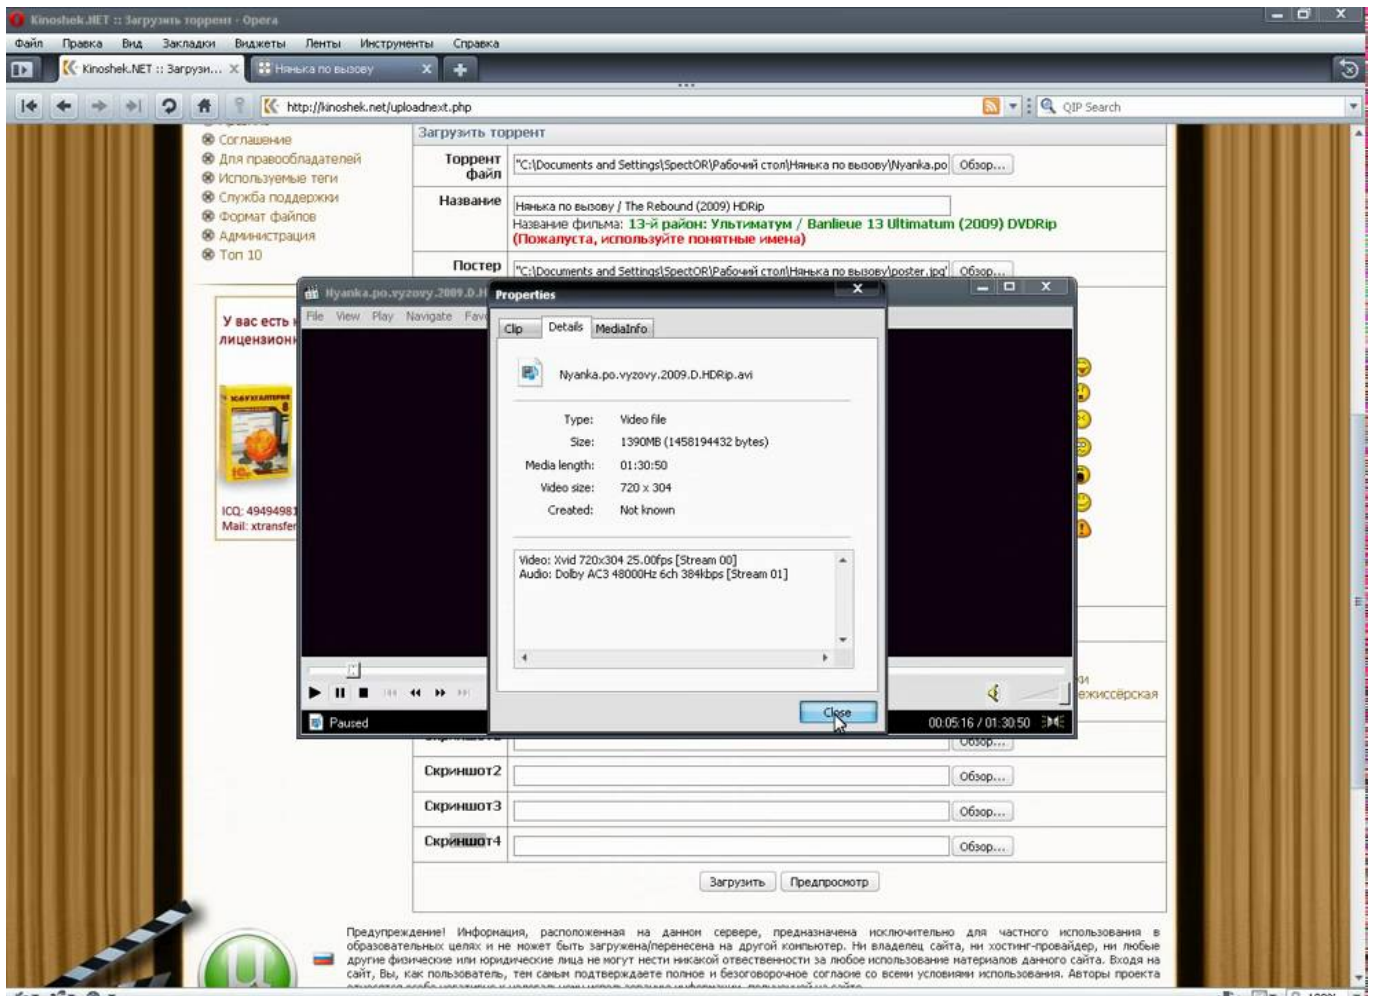 Kinoshek.NET :: Загрузить торрент - Opera
Файл Правка Вид Закладки Виджеты Ленты Инструменты Справка
Kinoshek.NET :: Загрузи... Нянька по вызову
http://kinoshek.net/uploadnext.php QIP Search
Соглашение
Для правообладателей
Используемые теги
Служба поддержки
Формат файлов
Администрация
Топ 10
У вас есть
лицензион
ICQ: 49494981
Mail: xtransfer
Загрузить торрент
Торрент файл "C:\Documents and Settings\SpectOR\Рабочий стол\Нянька по вызову\Nyanka.po Обзор...
Название Нянька по вызову / The Rebound (2009) HDRip
Название фильма: 13-й район: Ультиматум / Banlieue 13 Ultimatum (2009) DVDRip
(Пожалуста, используйте понятные имена)
Постер "C:\Documents and Settings\SpectOR\Рабочий стол\Нянька по вызову\poster.jpg" Обзор...
Nyanka.po.vyzovy.2009.D.H
File View Play Navigate Favo
Properties
Clip Details MediaInfo
Nyanka.po.vyzovy.2009.D.HDRip.avi
Type: Video file
Size: 1390MB (1458194432 bytes)
Media length: 01:30:50
Video size: 720 x 304
Created: Not known
Video: Xvid 720x304 25.00fps [Stream 00]
Audio: Dolby AC3 48000Hz 6ch 384kbps [Stream 01]
Close
Paused 00:05:16 / 01:30:50
ежиссёрская
Обзор...
Скриншот2 Обзор...
Скриншот3 Обзор...
Скриншот4 Обзор...
Загрузить Предпросмотр
Предупреждение! Информация, расположенная на данном сервере, предназначена исключительно для частного использования в
образовательных целях и не может быть загружена/перенесена на другой компьютер. Ни владелец сайта, ни хостинг-провайдер, ни любые
другие физические или юридические лица не могут нести никакой отвественности за любое использование материалов данного сайта. Входя на
сайт, Вы, как пользователь, тем самым подтверждаете полное и безоговорочное согласие со всеми условиями использования. Авторы проекта